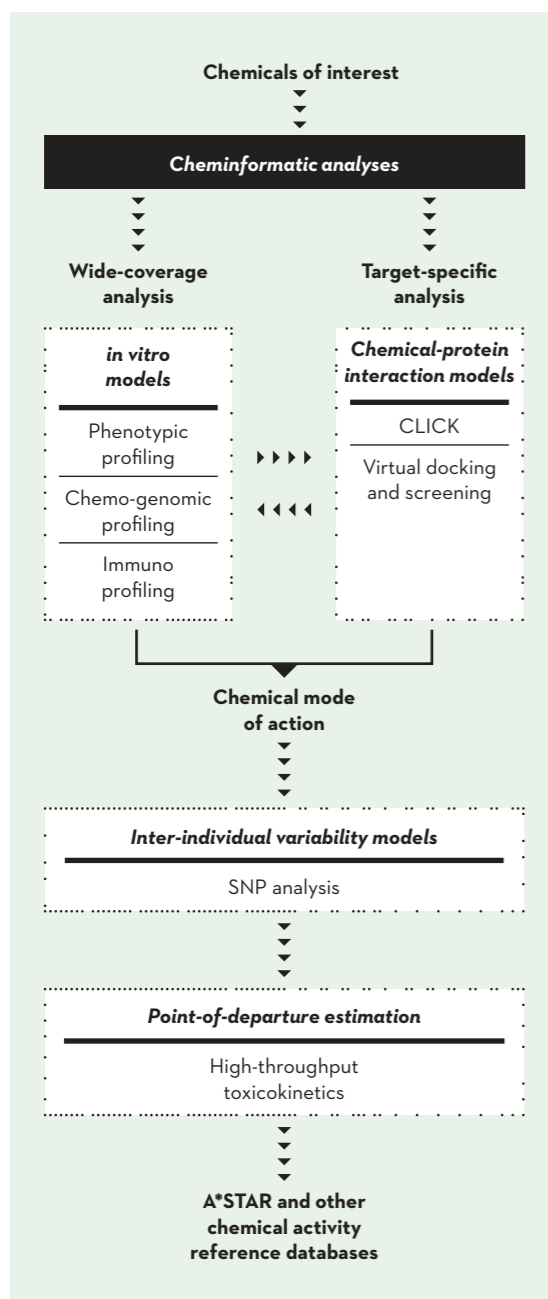 Chemicals of interest
Cheminformatic analyses
Wide-coverage
analysis
in vitro
models
Phenotypic
profiling
Chemo-genomic
profiling
Immuno
profiling
Target-specific
analysis
Chemical-protein
interaction models
CLICK
Virtual docking
and screening
Chemical mode
of action
Inter-individual variability models
SNP analysis
Point-of-departure estimation
High-throughput
toxicokinetics
A*STAR and other
chemical activity
reference databases